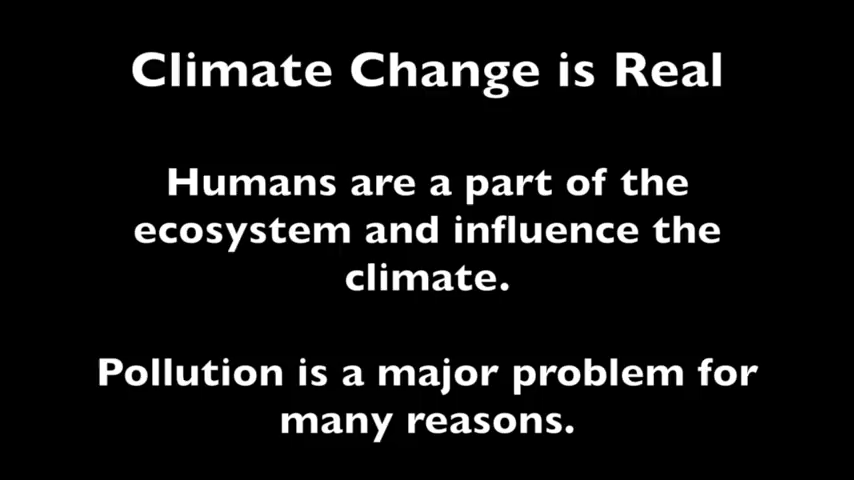 Climate Change is Real
Humans are a part of the
ecosystem and influence the
climate.
Pollution is a major problem for
many reasons.